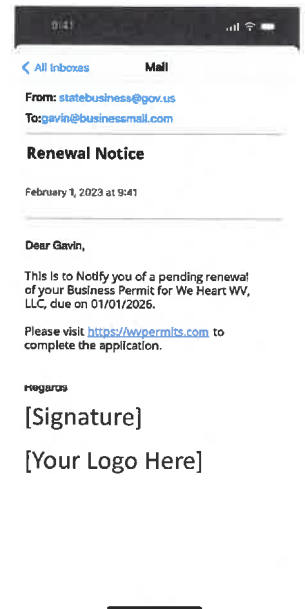 9:41
All Inboxes Mail
From: statebusiness@gov.us
To:gavin@businessmail.com
Renewal Notice
February 1, 2023 at 9:41
Dear Gavin,
This is to Notify you of a pending renewal
of your Business Permit for We Heart WV,
LLC, due on 01/01/2026.
Please visit https://wvpermits.com to
complete the application.
Regards
[Signature]
[Your Logo Here]